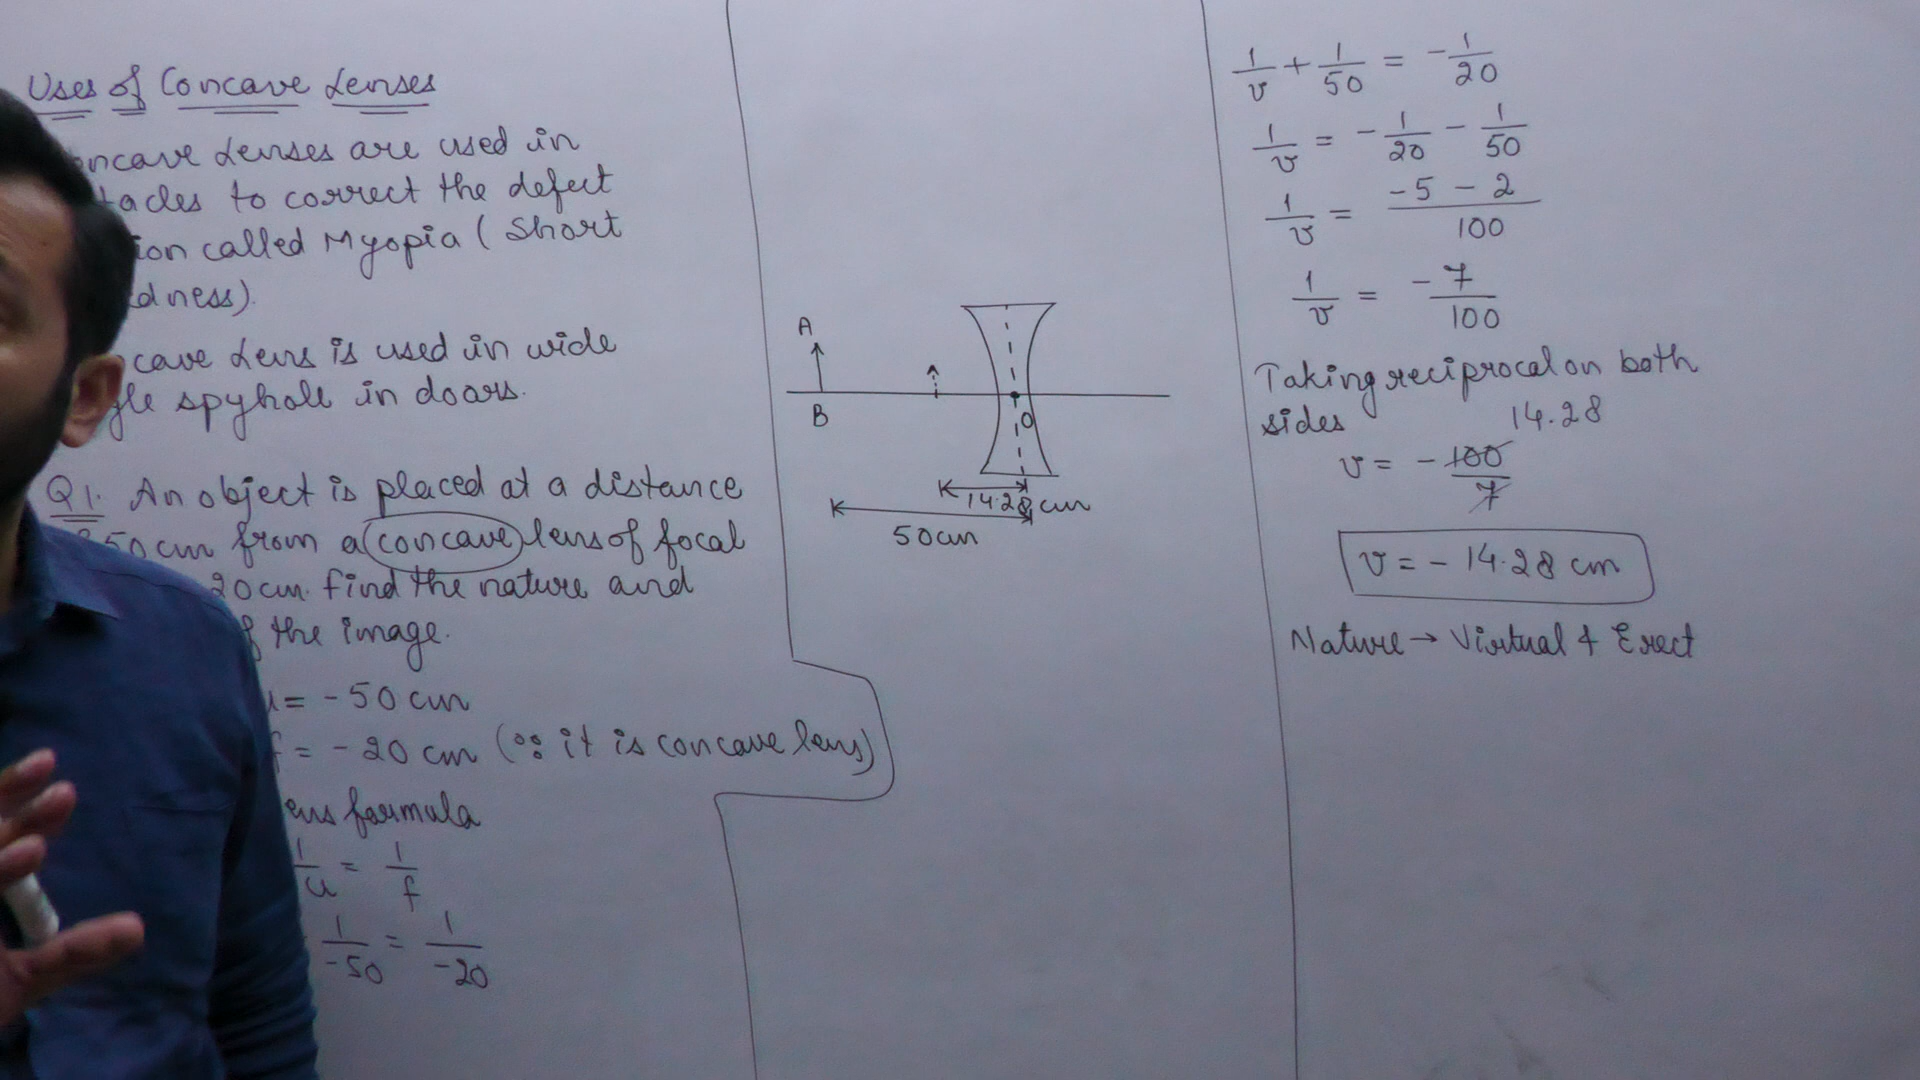 Uses of Concave Lenses
oncave Lenses are used in
tacles to correct the defect
ion called Myopia ( Short
dness).
cave Lens is used in wide
gle spyhole in doors.
Q1. An object is placed at a distance
50 cm from a concave lens of focal
20 cm. find the nature and
f the image.
u = - 50 cm
f = - 20 cm (∵ it is concave lens)
ens formula
1/u = 1/f
1/-50 = 1/-20
A
B
O
14.28 cm
50 cm
1/v + 1/50 = - 1/20
1/v = - 1/20 - 1/50
1/v = -5 - 2/100
1/v = - 7/100
Taking reciprocal on both
sides 14.28
v = - 100/7
v = - 14.28 cm
Nature → Virtual & Erect